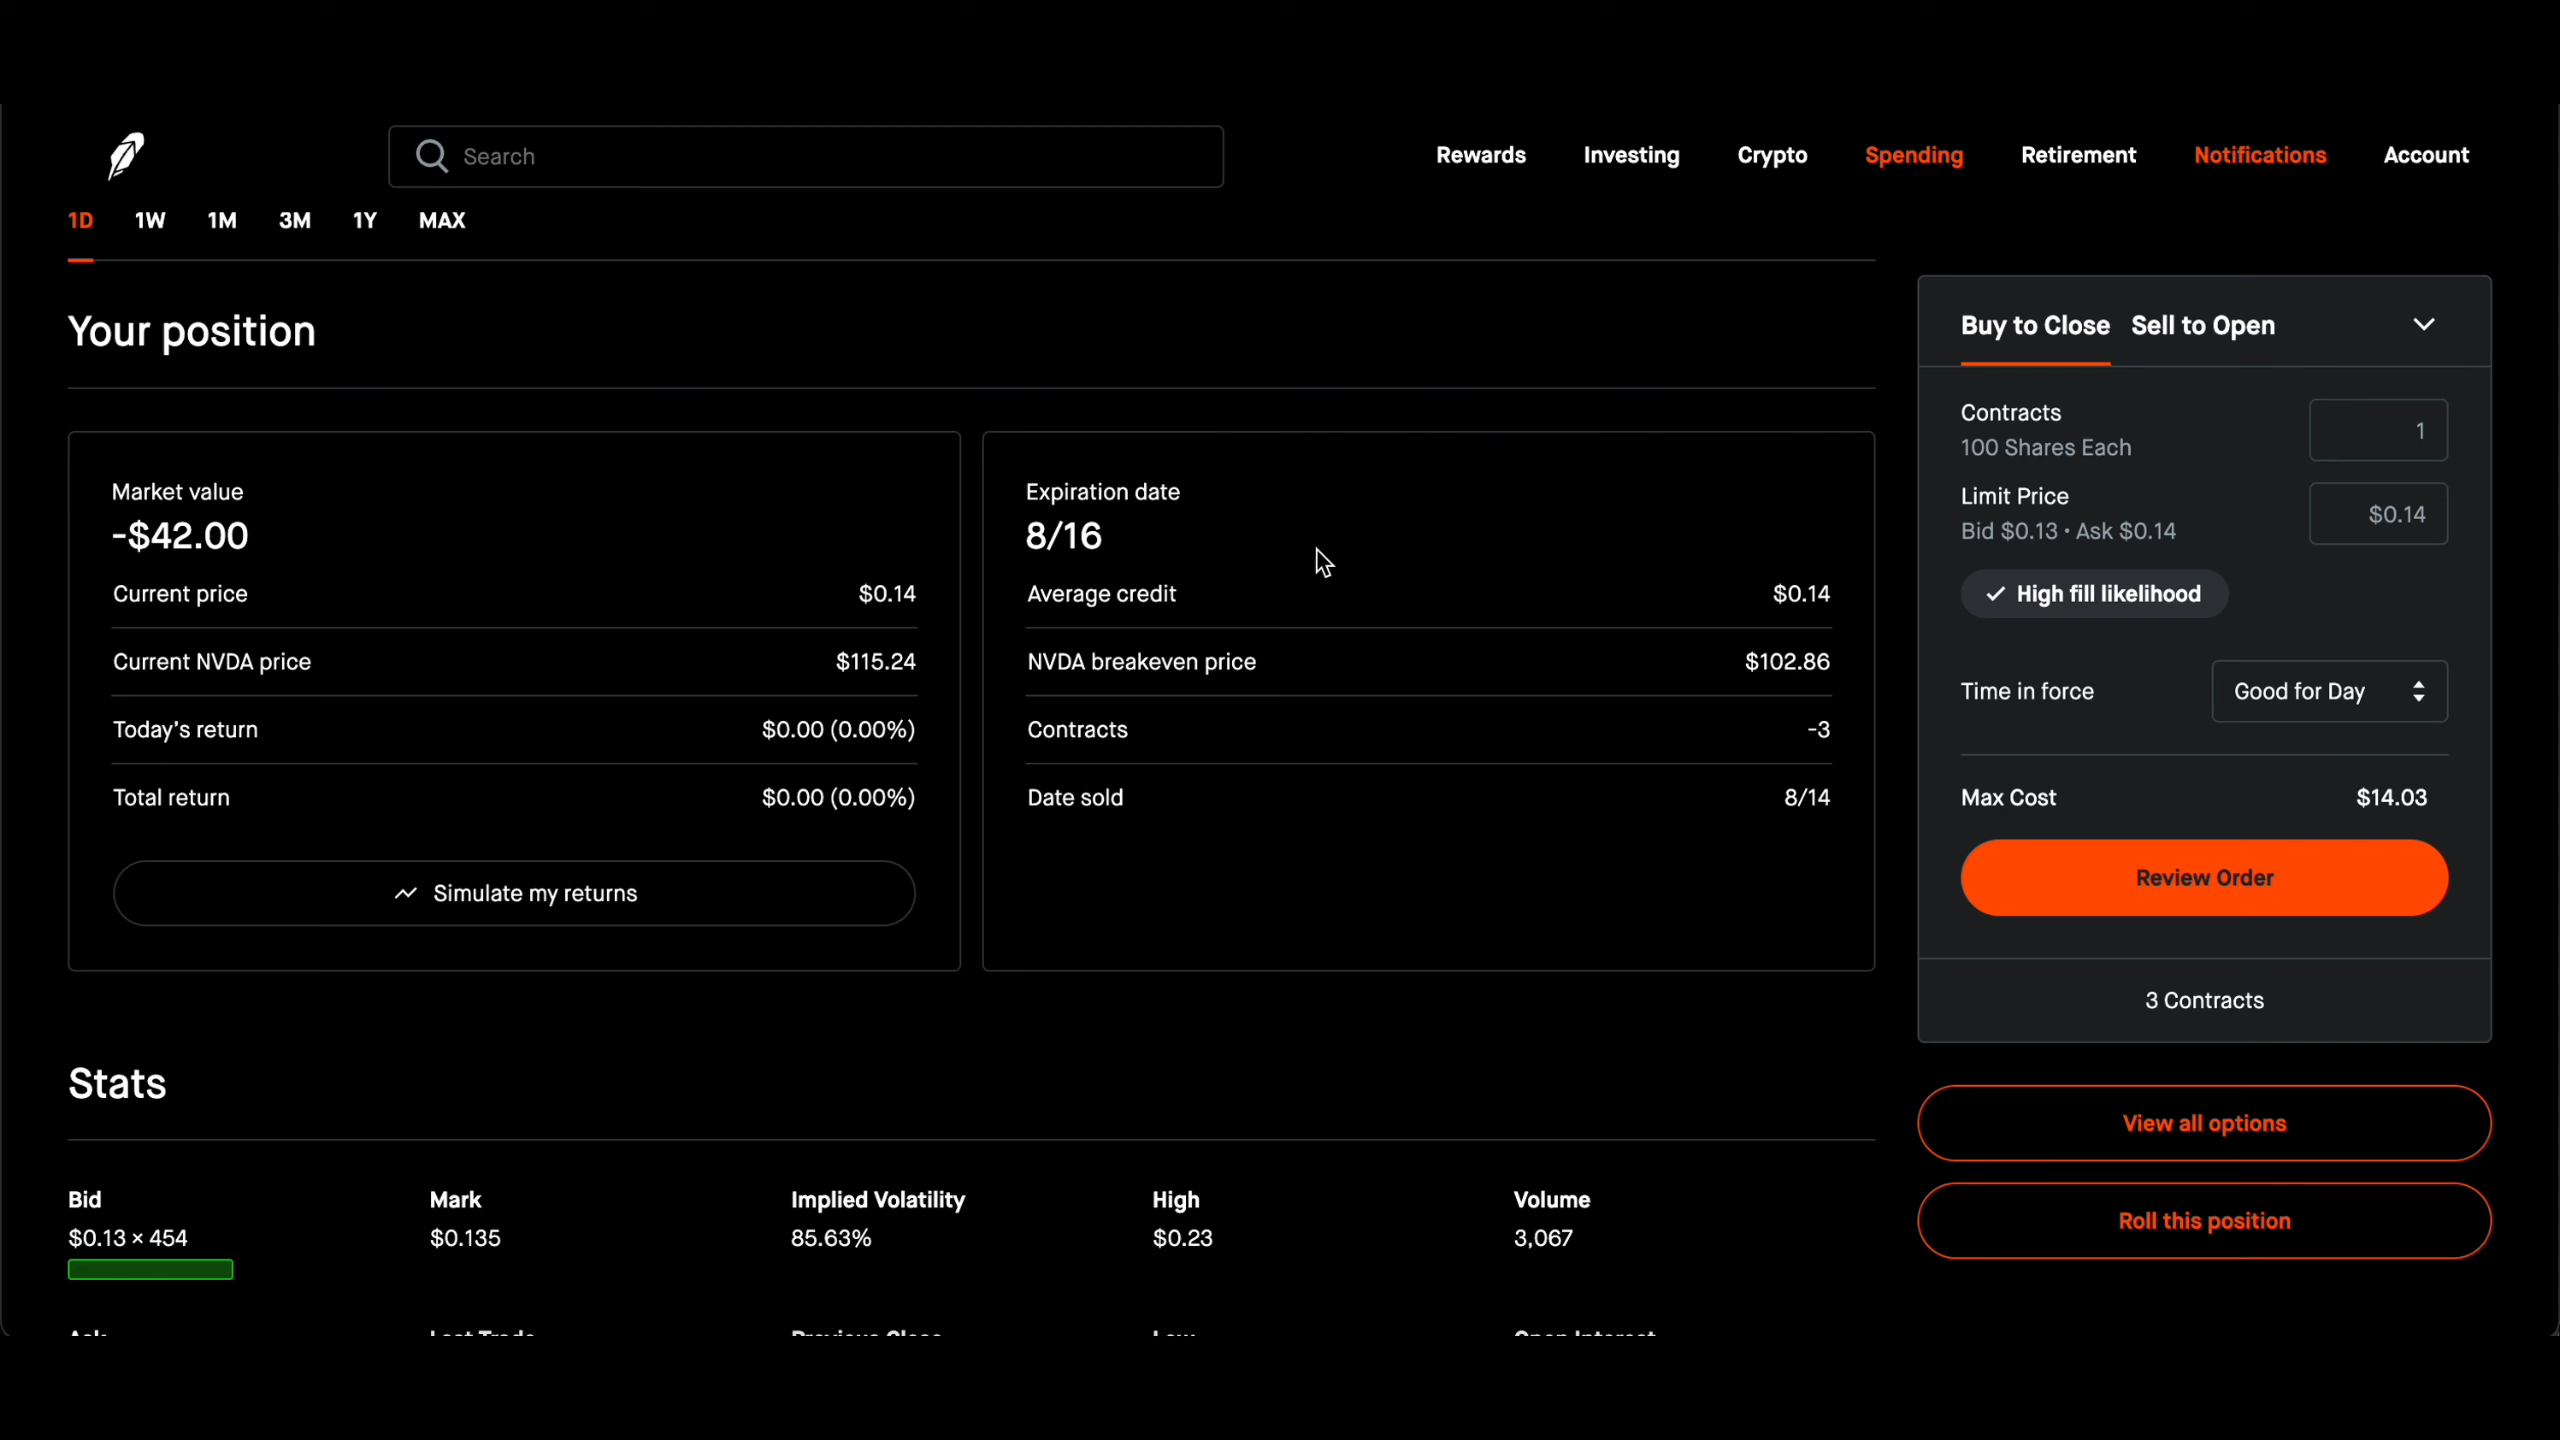 Search
Rewards Investing Crypto Spending Retirement Notifications Account
1D 1W 1M 3M 1Y MAX
Your position
Market value
-$42.00
Current price $0.14
Current NVDA price $115.24
Today's return $0.00 (0.00%)
Total return $0.00 (0.00%)
Simulate my returns
Expiration date
8/16
Average credit $0.14
NVDA breakeven price $102.86
Contracts -3
Date sold 8/14
Buy to Close Sell to Open
Contracts 1
100 Shares Each
Limit Price $0.14
Bid $0.13 • Ask $0.14
High fill likelihood
Time in force Good for Day
Max Cost $14.03
Review Order
3 Contracts
View all options
Roll this position
Stats
Bid Mark Implied Volatility High Volume
$0.13 × 454 $0.135 85.63% $0.23 3,067